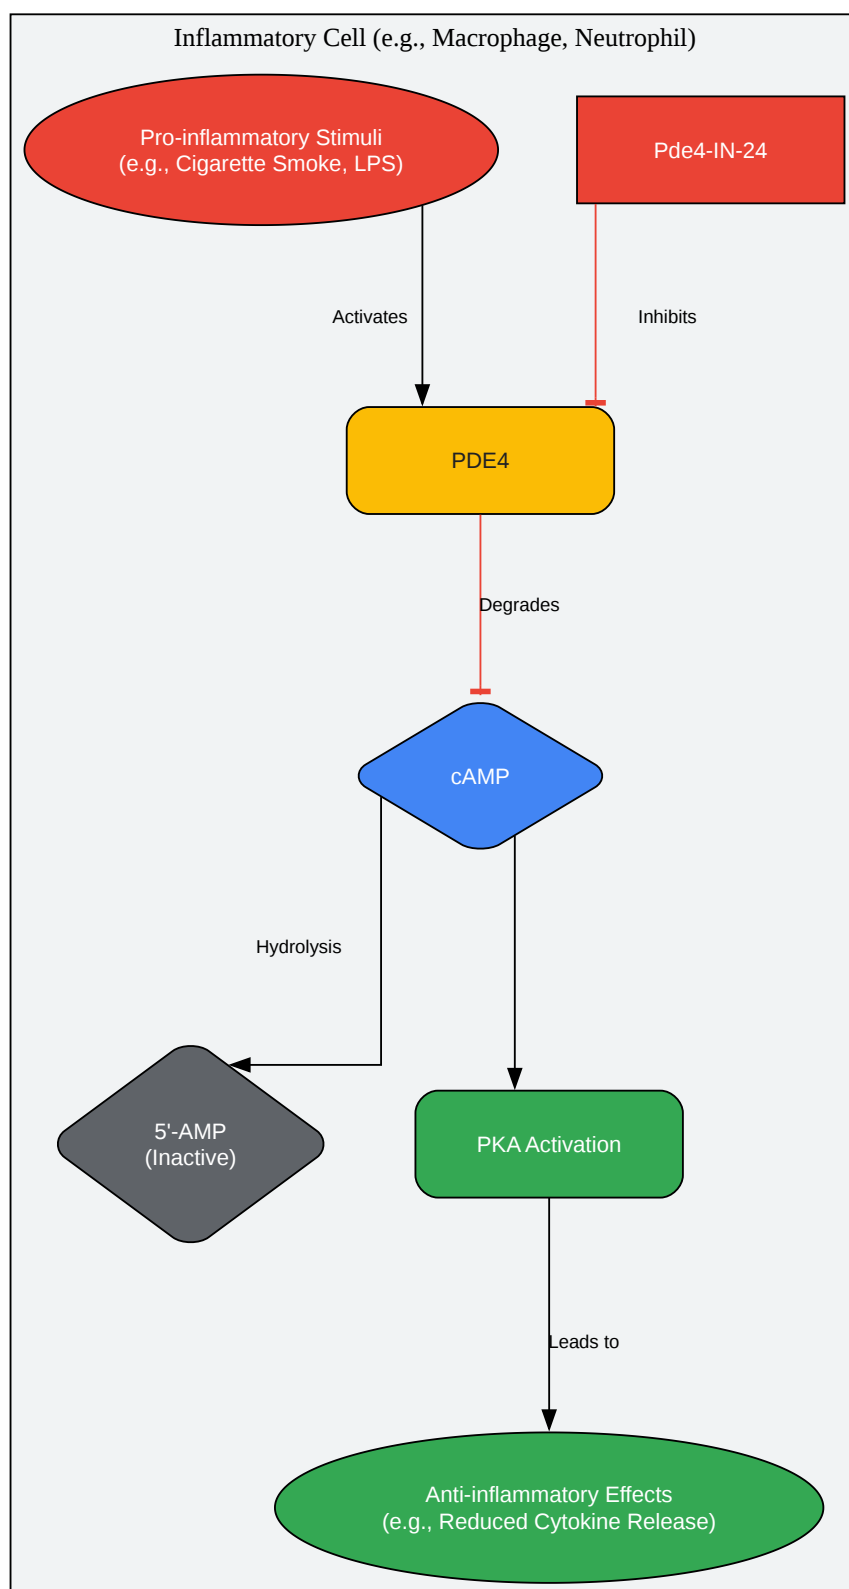 Inflammatory Cell (e.g., Macrophage, Neutrophil)
Pro-inflammatory Stimuli
(e.g., Cigarette Smoke, LPS)
Pde4-IN-24
Activates
Inhibits
PDE4
Degrades
cAMP
Hydrolysis
5'-AMP
(Inactive)
PKA Activation
Leads to
Anti-inflammatory Effects
(e.g., Reduced Cytokine Release)